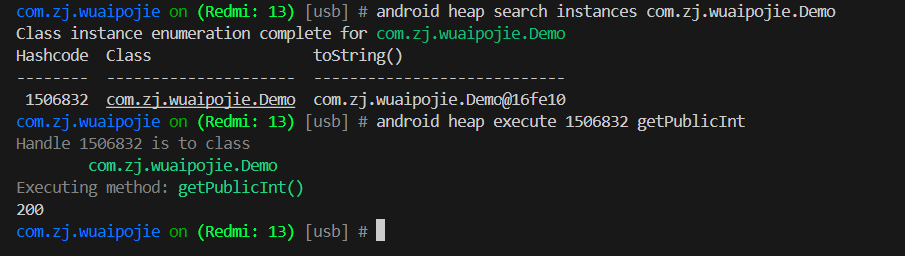 com.zj.wuaipojie on (Redmi: 13) [usb] # android heap search instances com.zj.wuaipojie.Demo
Class instance enumeration complete for com.zj.wuaipojie.Demo
Hashcode  Class                  toString()
--------  ---------------------  ----------------------------
 1506832  com.zj.wuaipojie.Demo  com.zj.wuaipojie.Demo@16fe10
com.zj.wuaipojie on (Redmi: 13) [usb] # android heap execute 1506832 getPublicInt
Handle 1506832 is to class
        com.zj.wuaipojie.Demo
Executing method: getPublicInt()
200
com.zj.wuaipojie on (Redmi: 13) [usb] #